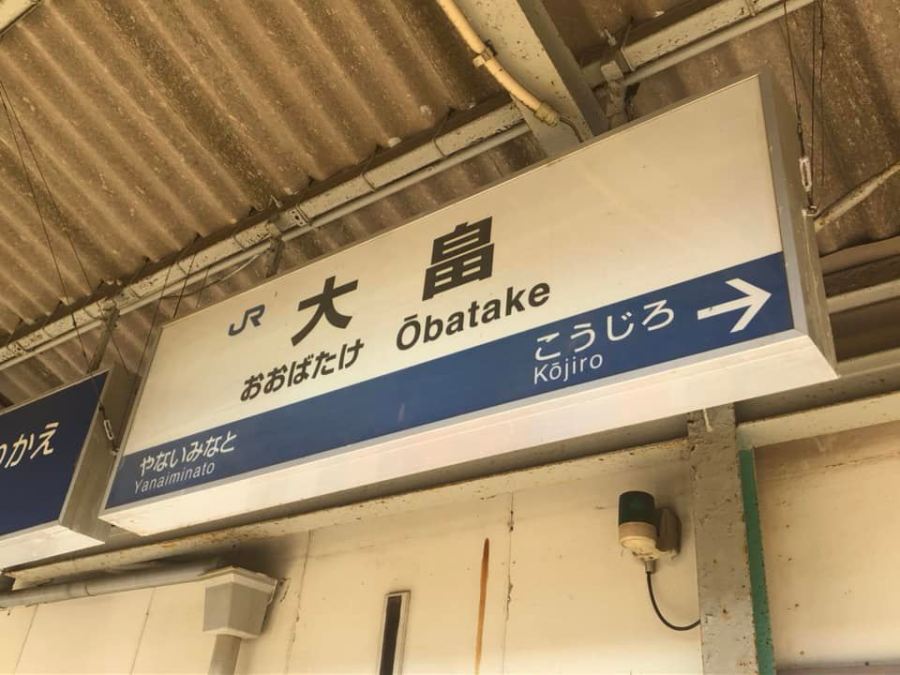 JR 大畠
おおばたけ Ōbatake
こうじろ →
Kōjiro
やないみなと
Yanaiminato
かえ